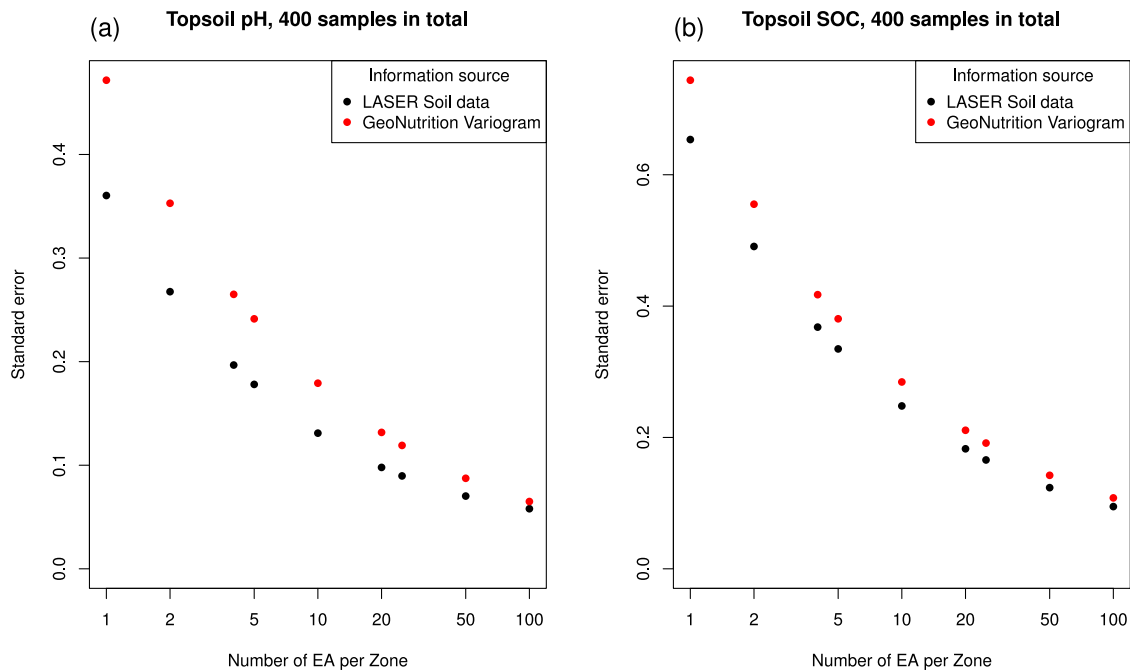 (a)
Topsoil pH, 400 samples in total
Information source
LASER Soil data
GeoNutrition Variogram
Standard error
0.4
0.3
0.2
0.1
0.0
1 2 5 10 20 50 100
Number of EA per Zone
(b)
Topsoil SOC, 400 samples in total
Information source
LASER Soil data
GeoNutrition Variogram
Standard error
0.6
0.4
0.2
0.0
1 2 5 10 20 50 100
Number of EA per Zone